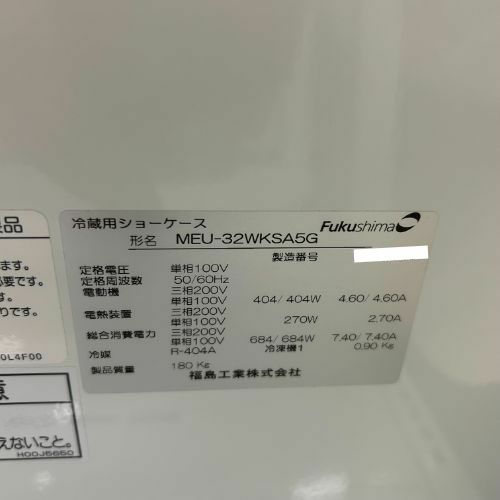 冷蔵用ショーケース
Fukushima
形名 MEU-32WKSA5G
製造番号
定格電圧 単相100V
定格周波数 50/60Hz
電動機 三相200V
単相100V 404/404W 4.60/4.60A
電熱装置 三相200V
単相100V 270W 2.70A
総合消費電力 三相200V
単相100V 684/684W 7.40/7.40A
冷媒 R-404A 冷凍機1 0.90 Kg
製品質量 180 Kg
福島工業株式会社
製品
ます。
必要です。
す。
りです。
0L4F00
意
えないこと。
H00J5650